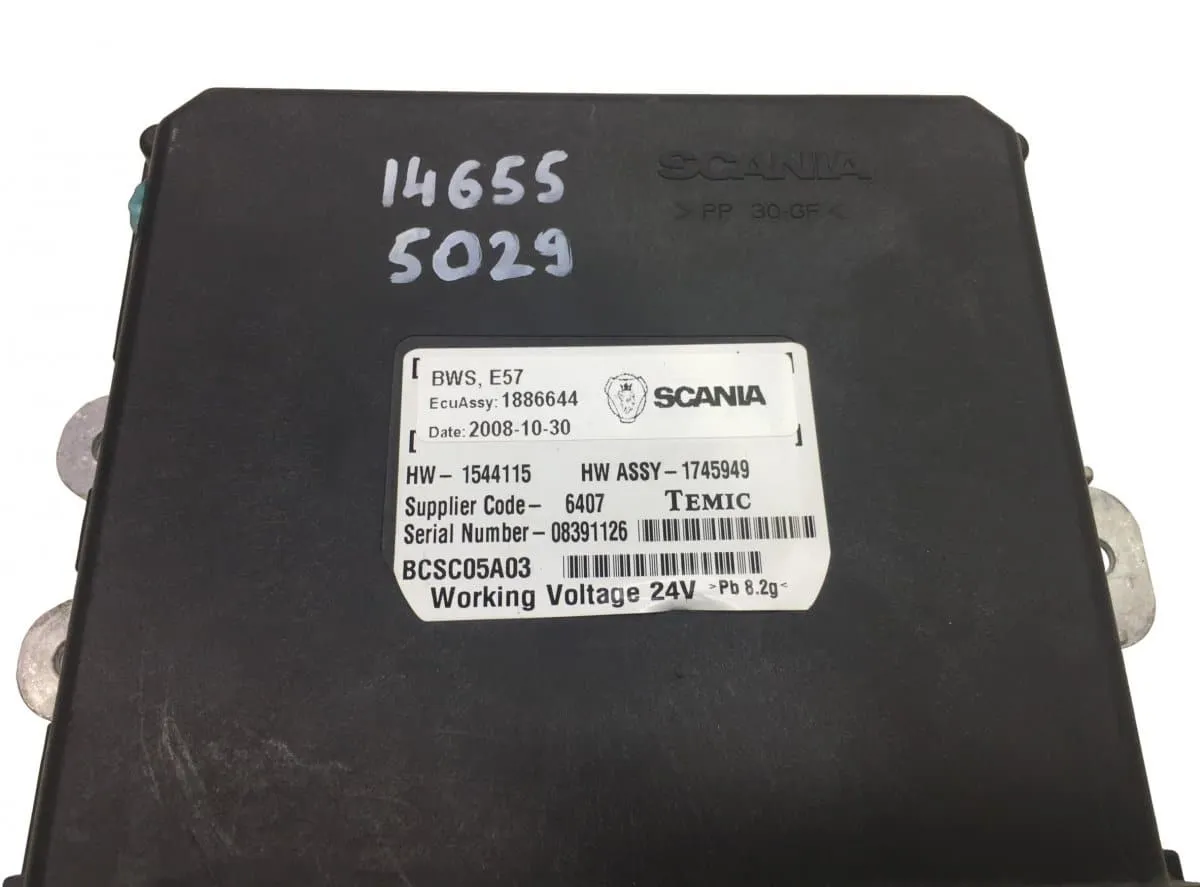 14655
5029
SCANIA
> PP 30-GF <
BWS, E57
EcuAssy: 1886644
SCANIA
Date: 2008-10-30
HW- 1544115 HW ASSY-1745949
Supplier Code- 6407 TEMIC
Serial Number- 08391126
BCSC05A03
Working Voltage 24V >Pb 8.2g<